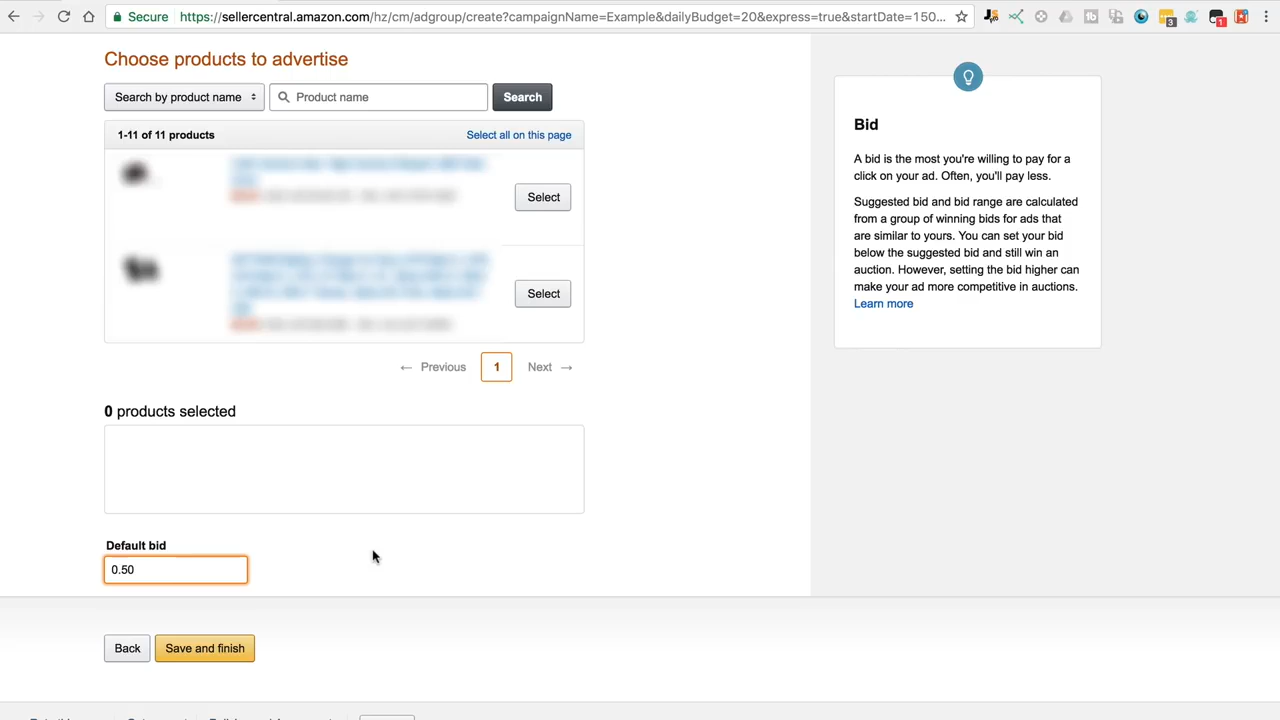 Secure
https://sellercentral.amazon.com/hz/cm/adgroup/create?campaignName=Example&dailyBudget=20&express=true&startDate=150...
3
1
Choose products to advertise
Search by product name
Product name
Search
1-11 of 11 products
Select all on this page
Select
Select
← Previous
1
Next →
0 products selected
Default bid
0.50
Back
Save and finish
Bid
A bid is the most you're willing to pay for a
click on your ad. Often, you'll pay less.
Suggested bid and bid range are calculated
from a group of winning bids for ads that
are similar to yours. You can set your bid
below the suggested bid and still win an
auction. However, setting the bid higher can
make your ad more competitive in auctions.
Learn more